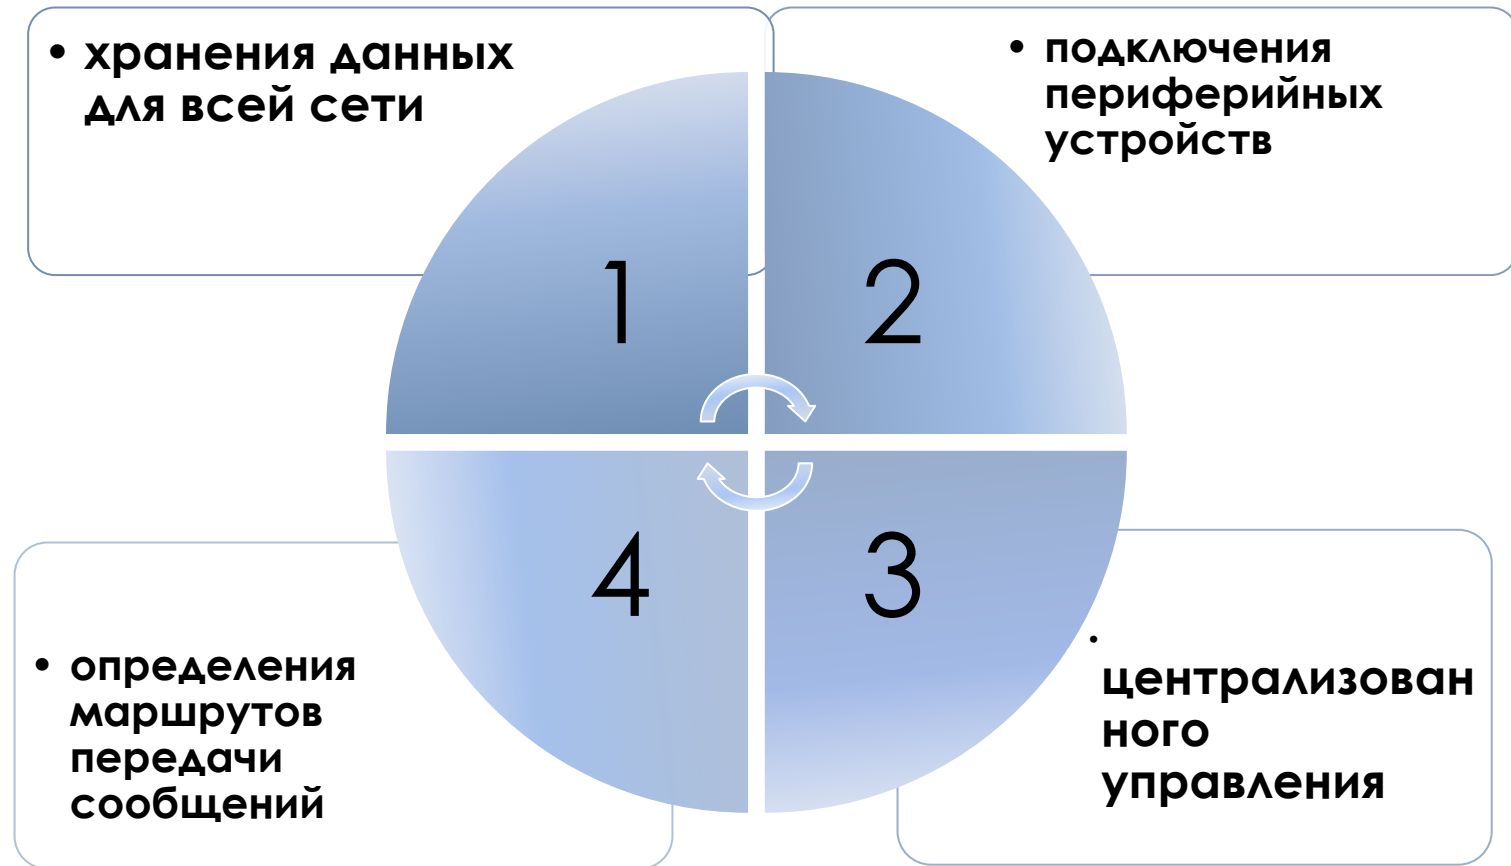 • хранения данных
для всей сети
• подключения
периферийных
устройств
1
2
4
3
• определения
маршрутов
передачи
сообщений
•
централизован
ного
управления